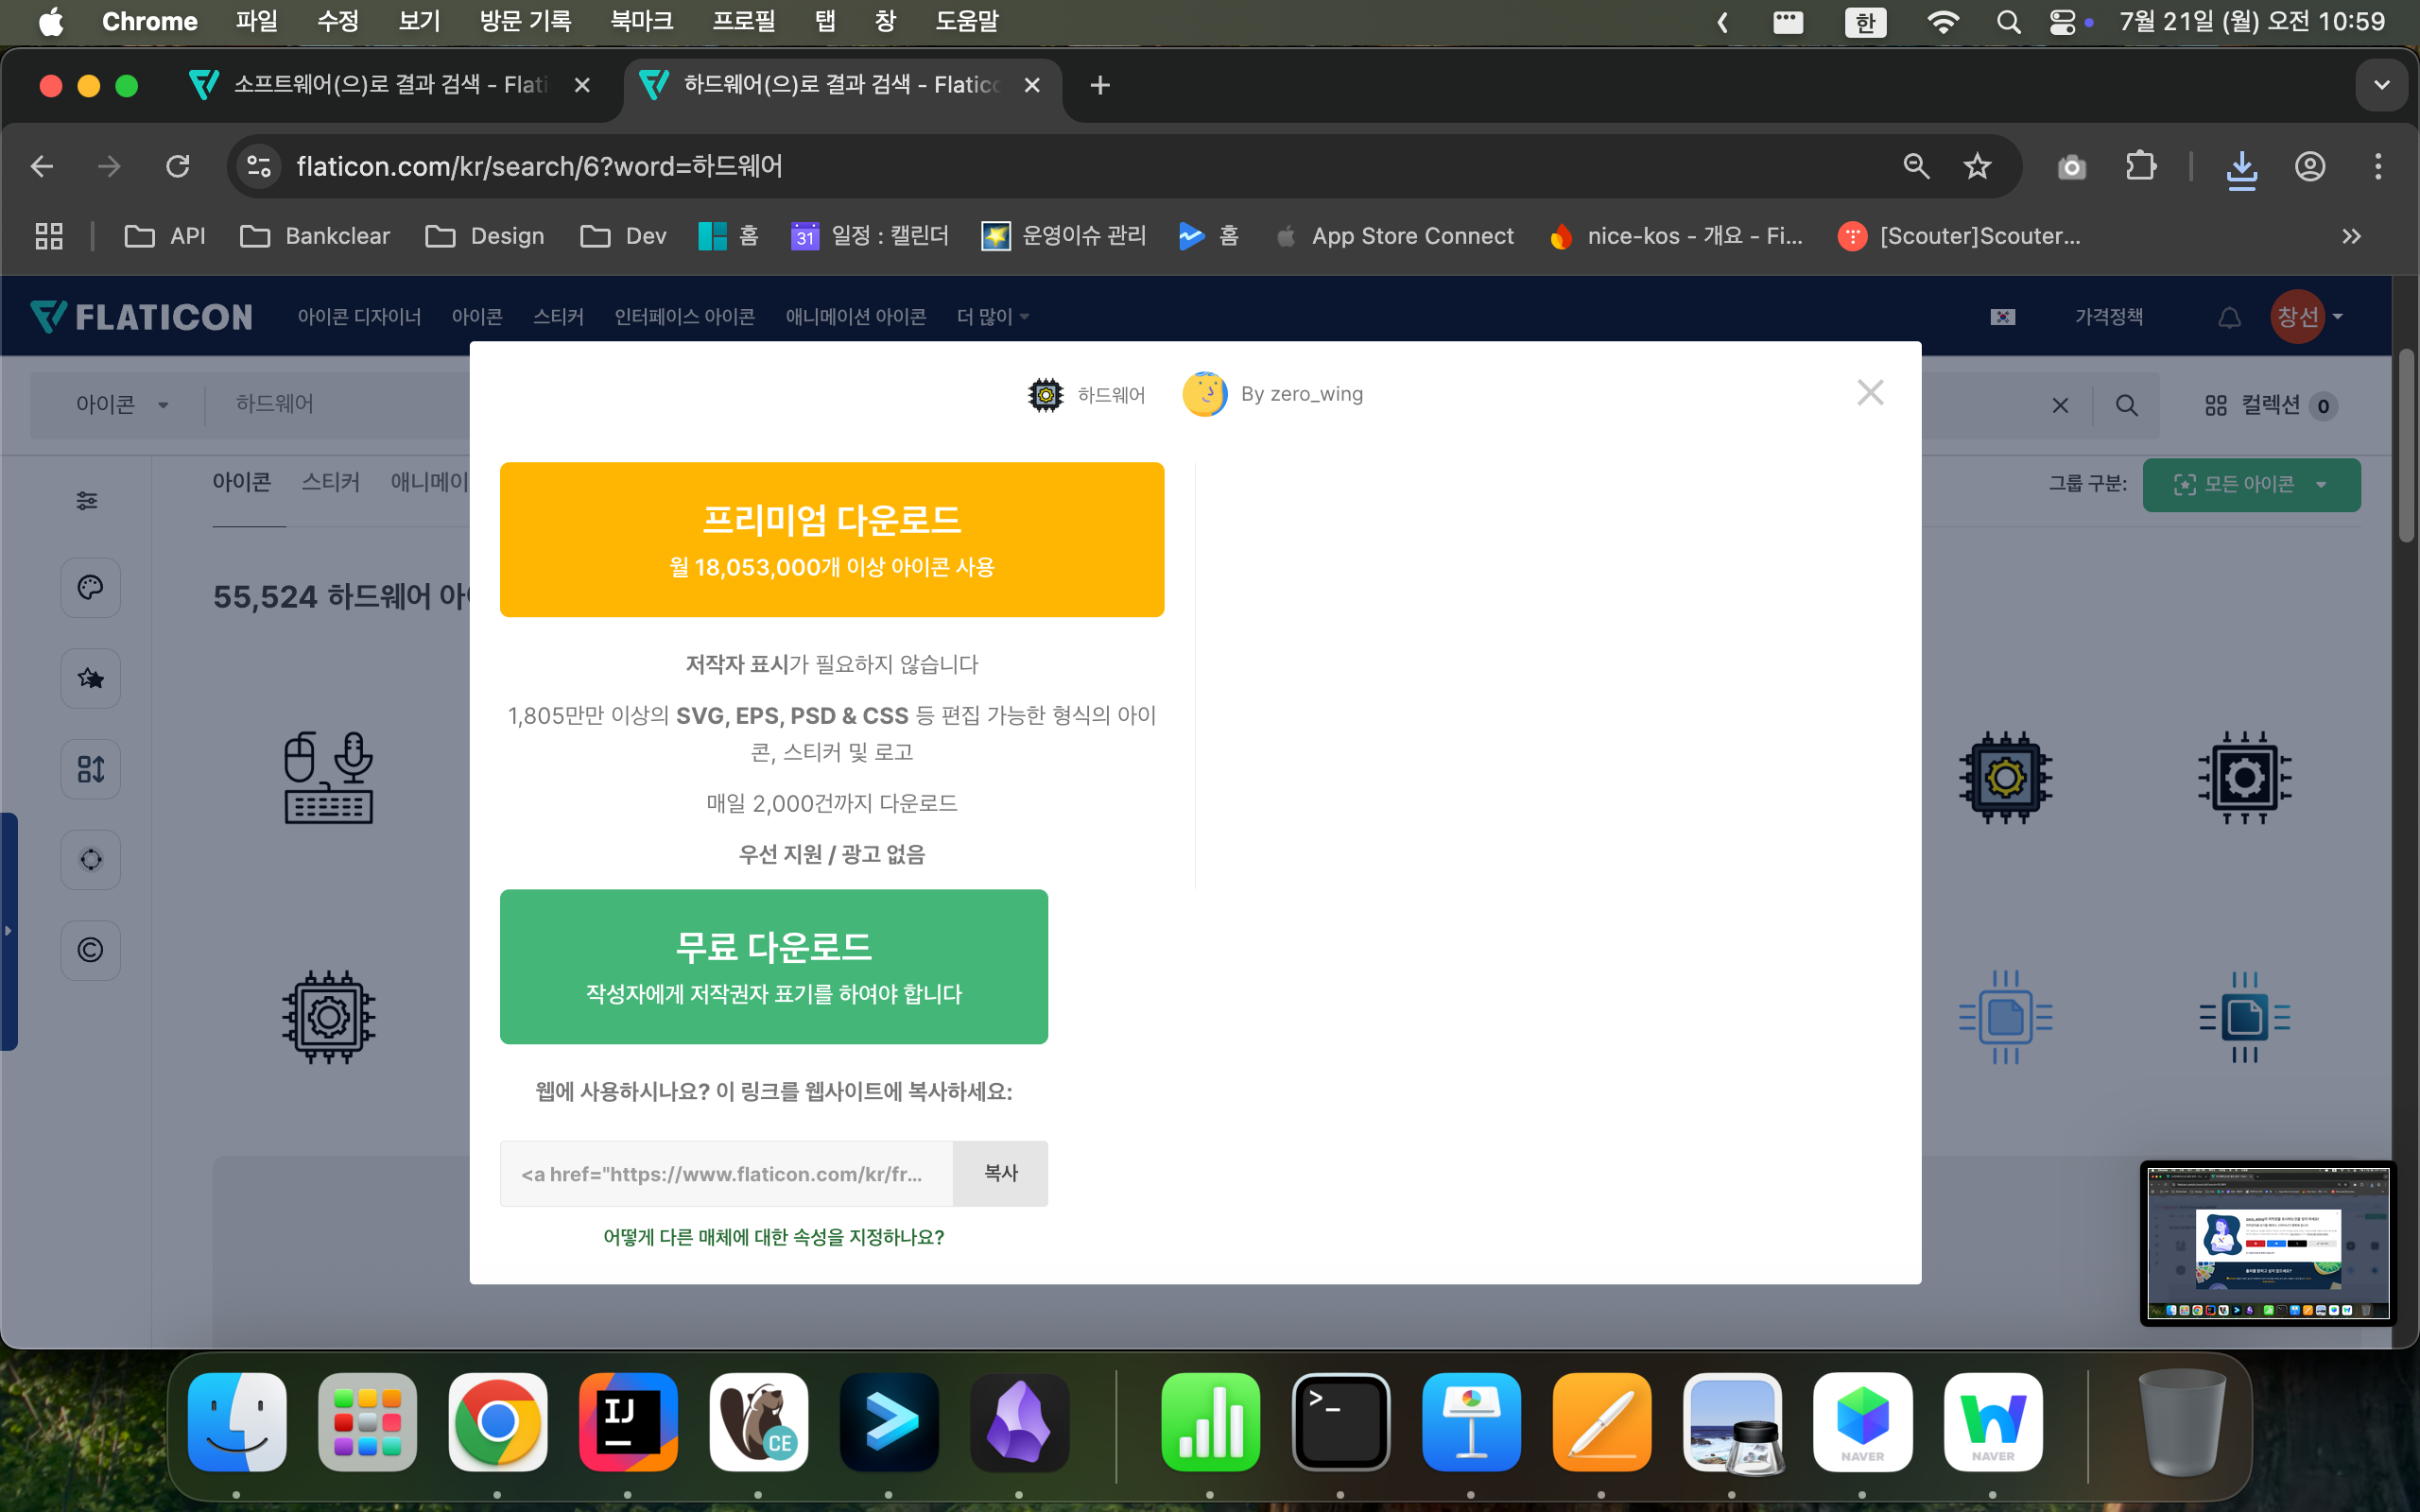 Chrome 파일 수정 보기 방문 기록 북마크 프로필 탭 창 도움말 한 7월 21일 (월) 오전 10:59
소프트웨어(으)로 결과 검색 - Flati 하드웨어(으)로 결과 검색 - Flatic
flaticon.com/kr/search/6?word=하드웨어
API Bankclear Design Dev 홈 31 일정 : 캘린더 운영이슈 관리 홈 App Store Connect nice-kos - 개요 - Fi... [Scouter]Scouter...
FLATICON 아이콘 디자이너 아이콘 스티커 인터페이스 아이콘 애니메이션 아이콘 더 많이 가격정책 창선
하드웨어 By zero_wing
아이콘 하드웨어 컬렉션 0
아이콘 스티커 애니메이 그룹 구분: 모든 아이콘
55,524 하드웨어 아이
프리미엄 다운로드
월 18,053,000개 이상 아이콘 사용
저작자 표시가 필요하지 않습니다
1,805만만 이상의 SVG, EPS, PSD & CSS 등 편집 가능한 형식의 아이
콘, 스티커 및 로고
매일 2,000건까지 다운로드
우선 지원 / 광고 없음
무료 다운로드
작성자에게 저작권자 표기를 하여야 합니다
웹에 사용하시나요? 이 링크를 웹사이트에 복사하세요:
<a href="https://www.flaticon.com/kr/fr... 복사
어떻게 다른 매체에 대한 속성을 지정하나요?
IJ CE >_ NAVER NAVER